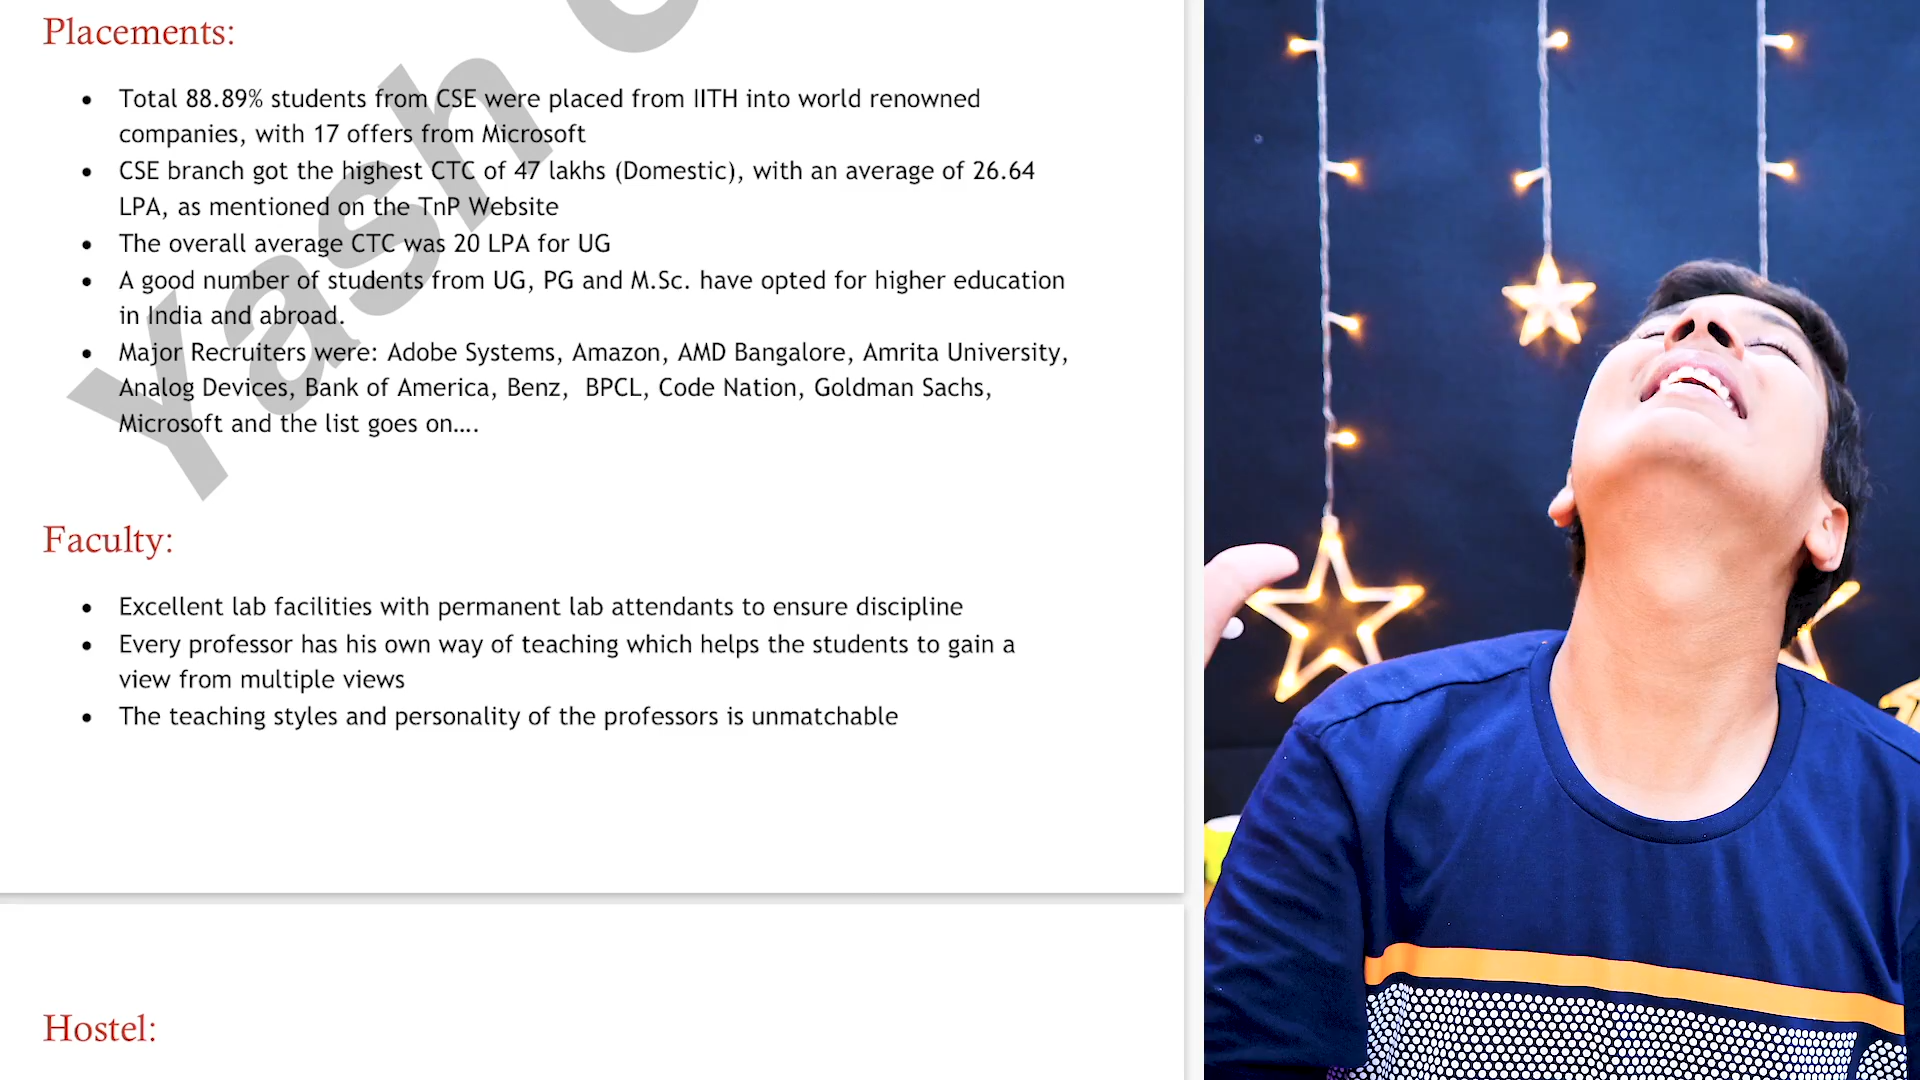 Placements:
Total 88.89% students from CSE were placed from IITH into world renowned
companies, with 17 offers from Microsoft
CSE branch got the highest CTC of 47 lakhs (Domestic), with an average of 26.64
LPA, as mentioned on the TnP Website
The overall average CTC was 20 LPA for UG
A good number of students from UG, PG and M.Sc. have opted for higher education
in India and abroad.
Major Recruiters were: Adobe Systems, Amazon, AMD Bangalore, Amrita University,
Analog Devices, Bank of America, Benz,  BPCL, Code Nation, Goldman Sachs,
Microsoft and the list goes on….
Yash
Faculty:
Excellent lab facilities with permanent lab attendants to ensure discipline
Every professor has his own way of teaching which helps the students to gain a
view from multiple views
The teaching styles and personality of the professors is unmatchable
Hostel: